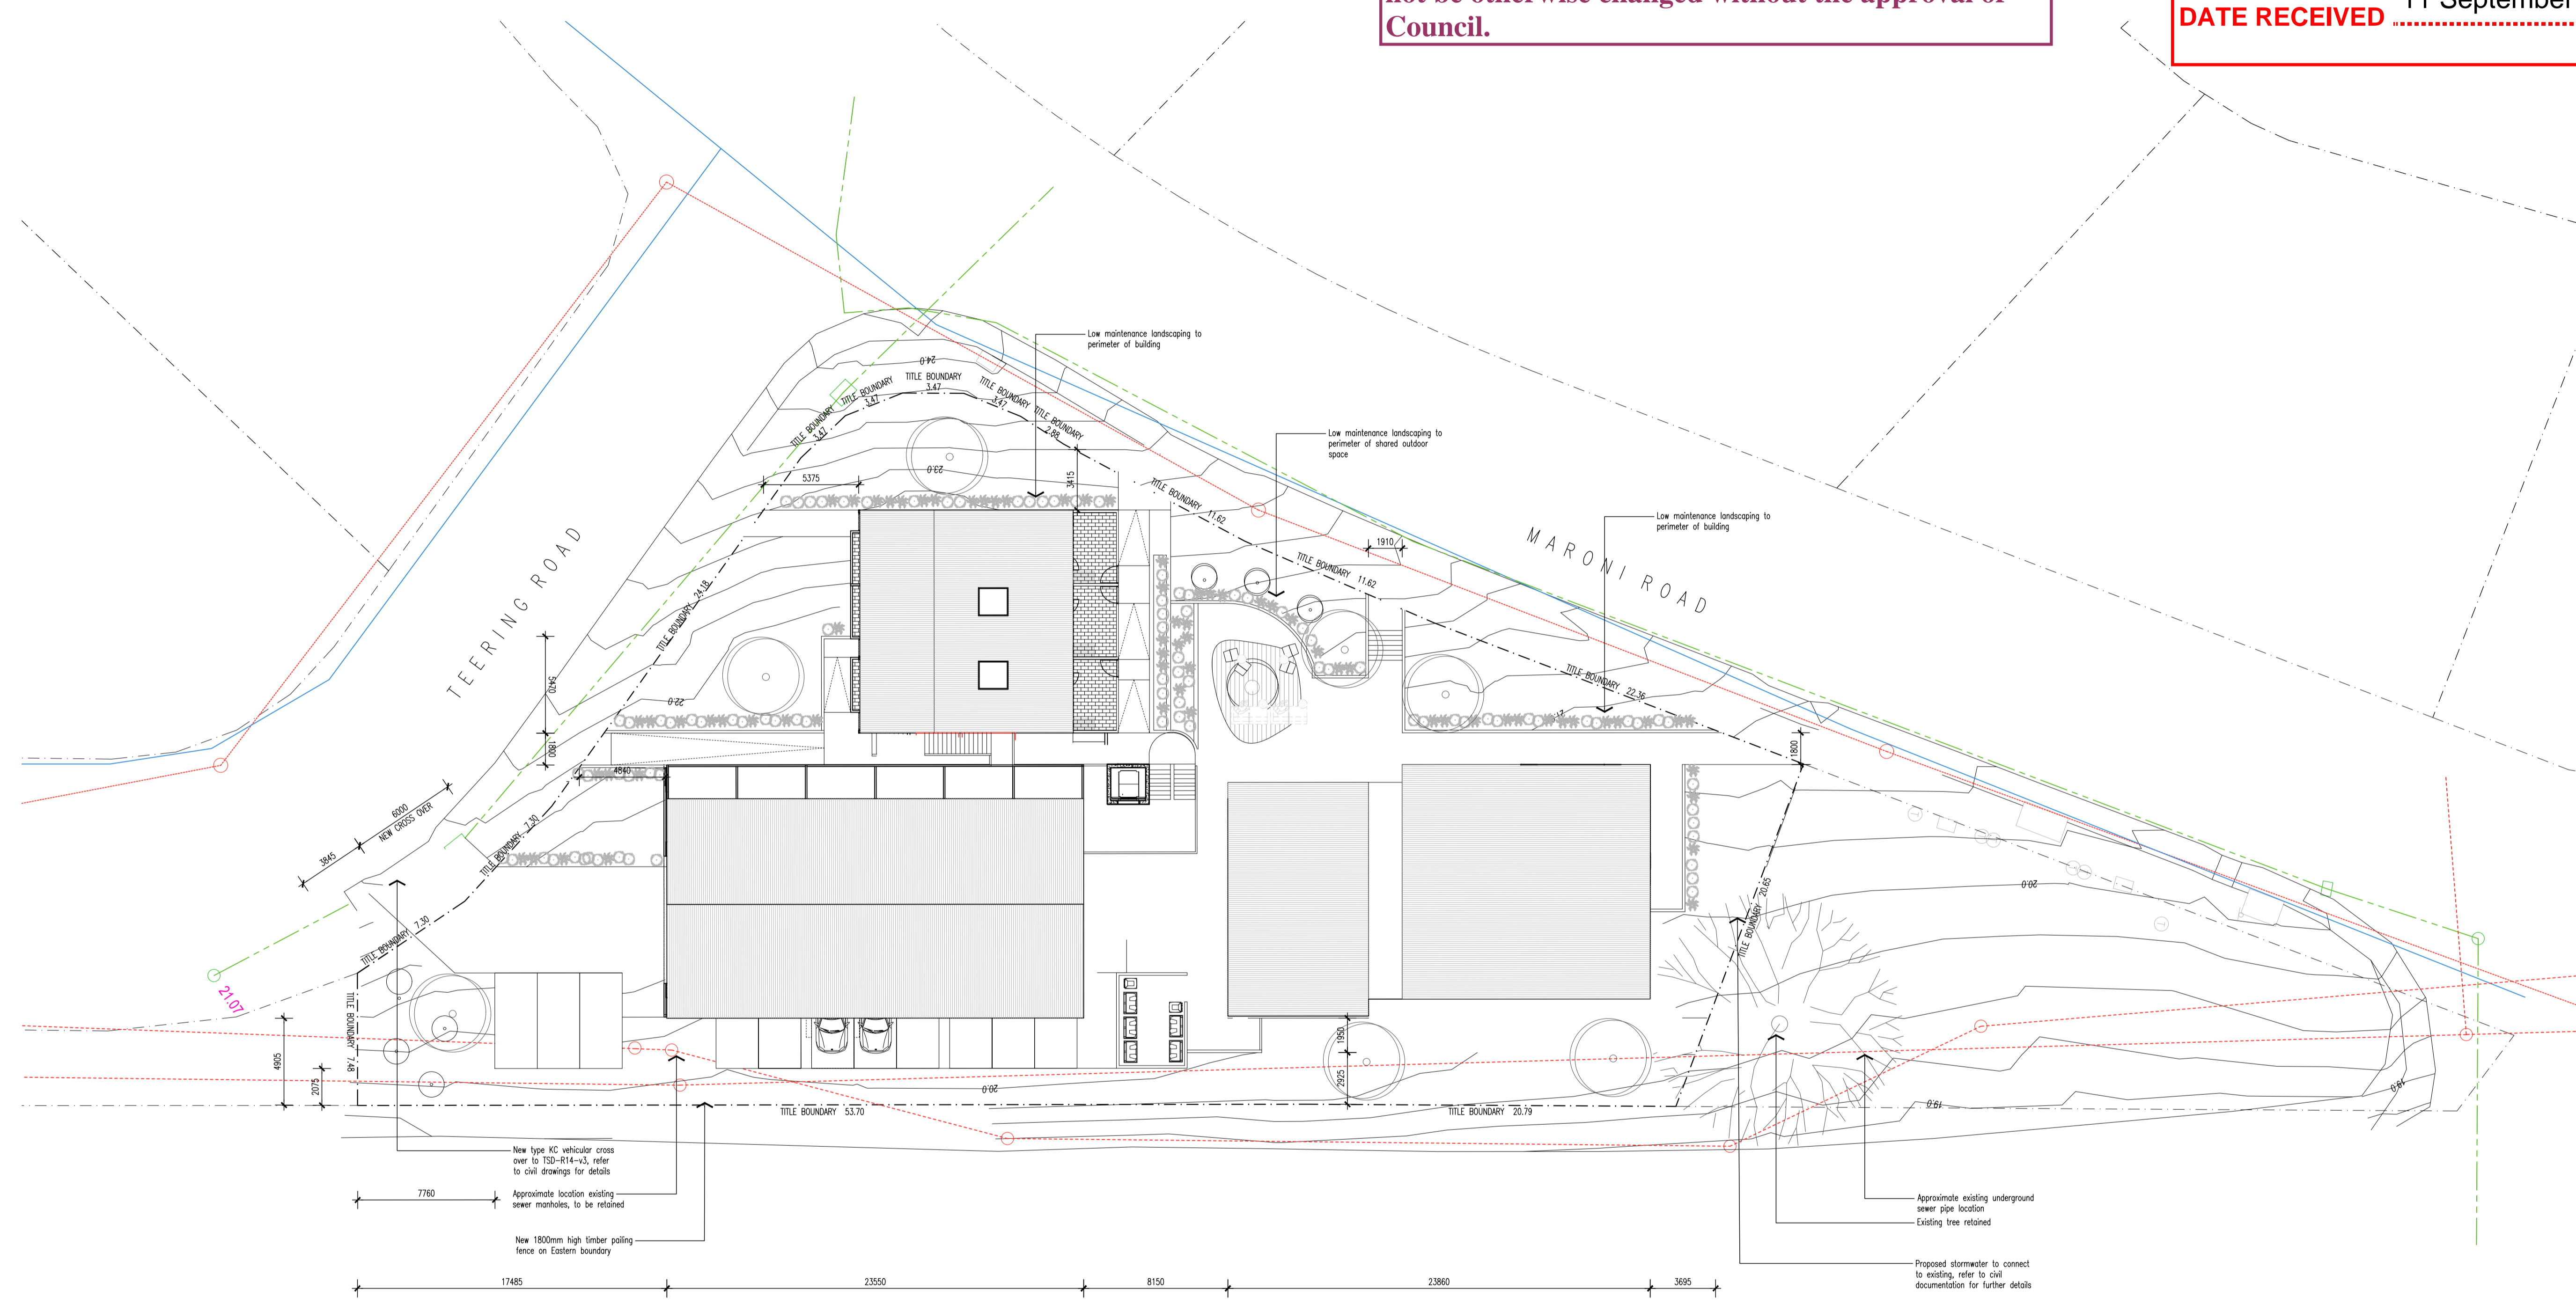 not be otherwise changed without the approval of
Council.
11 September
DATE RECEIVED
Low maintenance landscaping to
perimeter of building
24.0
TITLE BOUNDARY
3.47
TITLE BOUNDARY
3.47
TITLE BOUNDARY
3.47
TITLE BOUNDARY
3.47
TITLE BOUNDARY
2.88
Low maintenance landscaping to
perimeter of shared outdoor
space
23.0
5375
3415
TITLE BOUNDARY 11.62
Low maintenance landscaping to
perimeter of building
MARONI ROAD
1910
TITLE BOUNDARY 11.62
TEERING ROAD
TITLE BOUNDARY 24.18
5470
22.0
TITLE BOUNDARY 22.36
1800
1800
4840
6000
NEW CROSS OVER
3845
TITLE BOUNDARY 7.30
TITLE BOUNDARY 7.30
TITLE BOUNDARY 20.65
20.0
21.07
TITLE BOUNDARY 7.48
4905
2075
1950
2925
20.0
19.0
19.0
TITLE BOUNDARY 53.70
TITLE BOUNDARY 20.79
New type KC vehicular cross
over to TSD-R14-v3, refer
to civil drawings for details
7760
Approximate location existing
sewer manholes, to be retained
New 1800mm high timber pailing
fence on Eastern boundary
Approximate existing underground
sewer pipe location
Existing tree retained
Proposed stormwater to connect
to existing, refer to civil
documentation for further details
17485
23550
8150
23860
3695